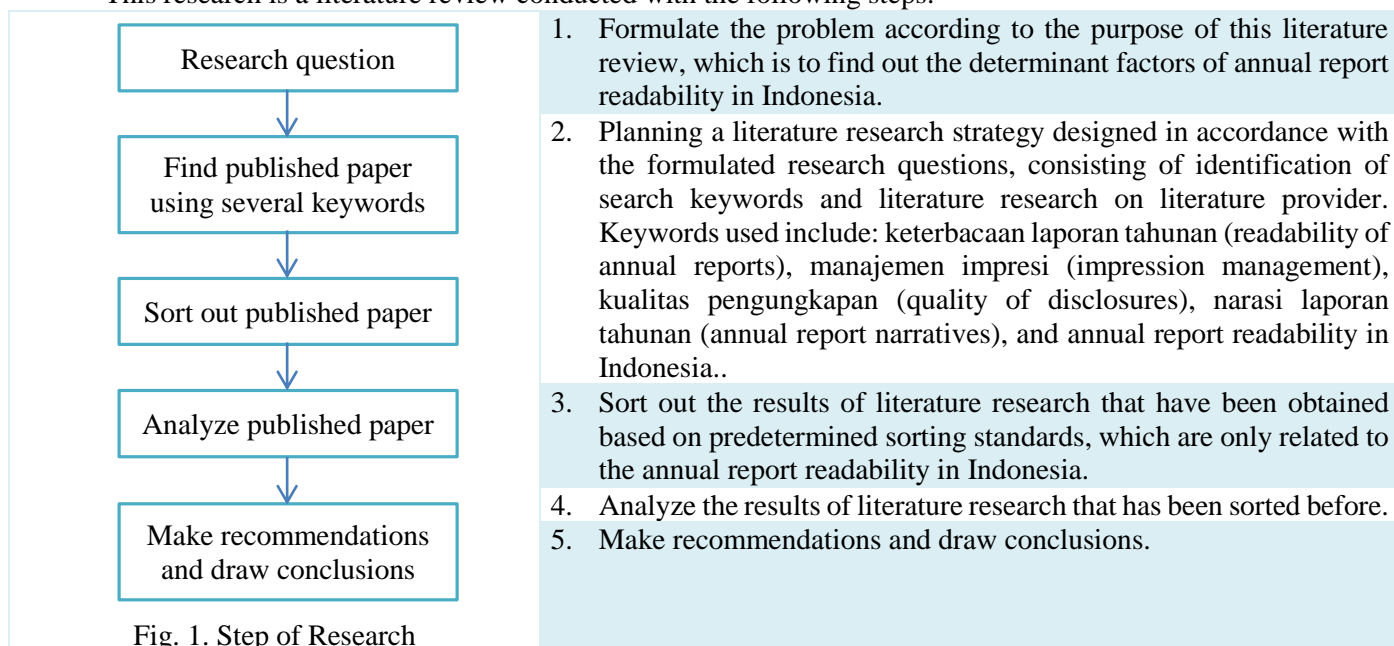 This research is a literature review conducted with the following steps:
Research question
Find published paper
using several keywords
Sort out published paper
Analyze published paper
Make recommendations
and draw conclusions
Fig. 1. Step of Research
1. Formulate the problem according to the purpose of this literature
review, which is to find out the determinant factors of annual report
readability in Indonesia.
2. Planning a literature research strategy designed in accordance with
the formulated research questions, consisting of identification of
search keywords and literature research on literature provider.
Keywords used include: keterbacaan laporan tahunan (readability of
annual reports), manajemen impresi (impression management),
kualitas pengungkapan (quality of disclosures), narasi laporan
tahunan (annual report narratives), and annual report readability in
Indonesia..
3. Sort out the results of literature research that have been obtained
based on predetermined sorting standards, which are only related to
the annual report readability in Indonesia.
4. Analyze the results of literature research that has been sorted before.
5. Make recommendations and draw conclusions.